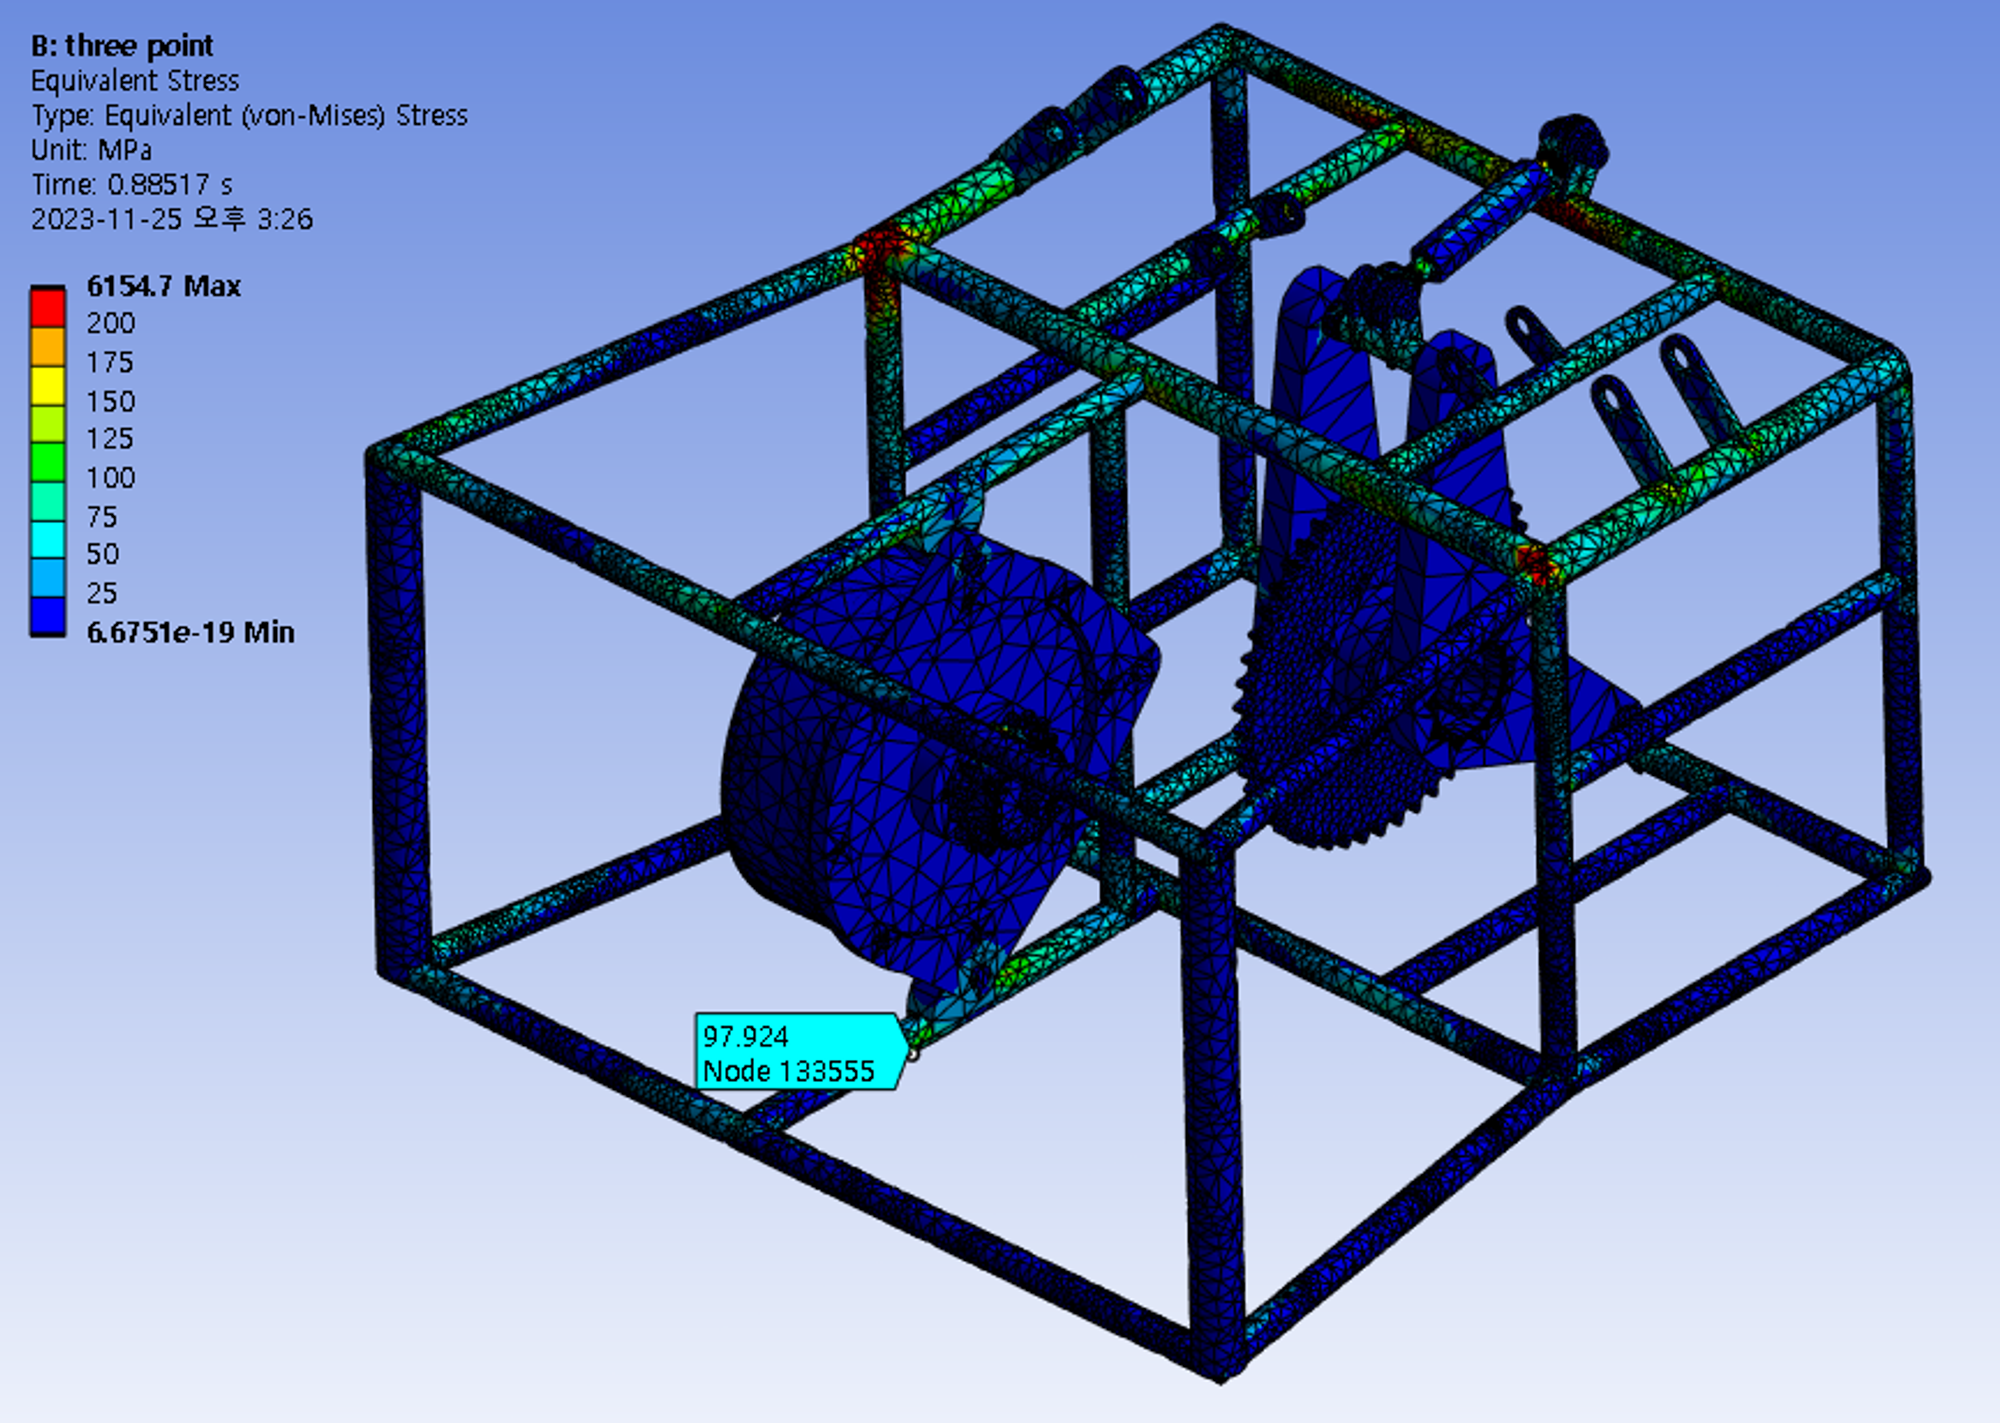 B: three point
Equivalent Stress
Type: Equivalent (von-Mises) Stress
Unit: MPa
Time: 0.88517 s
2023-11-25 오후 3:26
6154.7 Max
200
175
150
125
100
75
50
25
6.6751e-19 Min
97.924
Node 133555